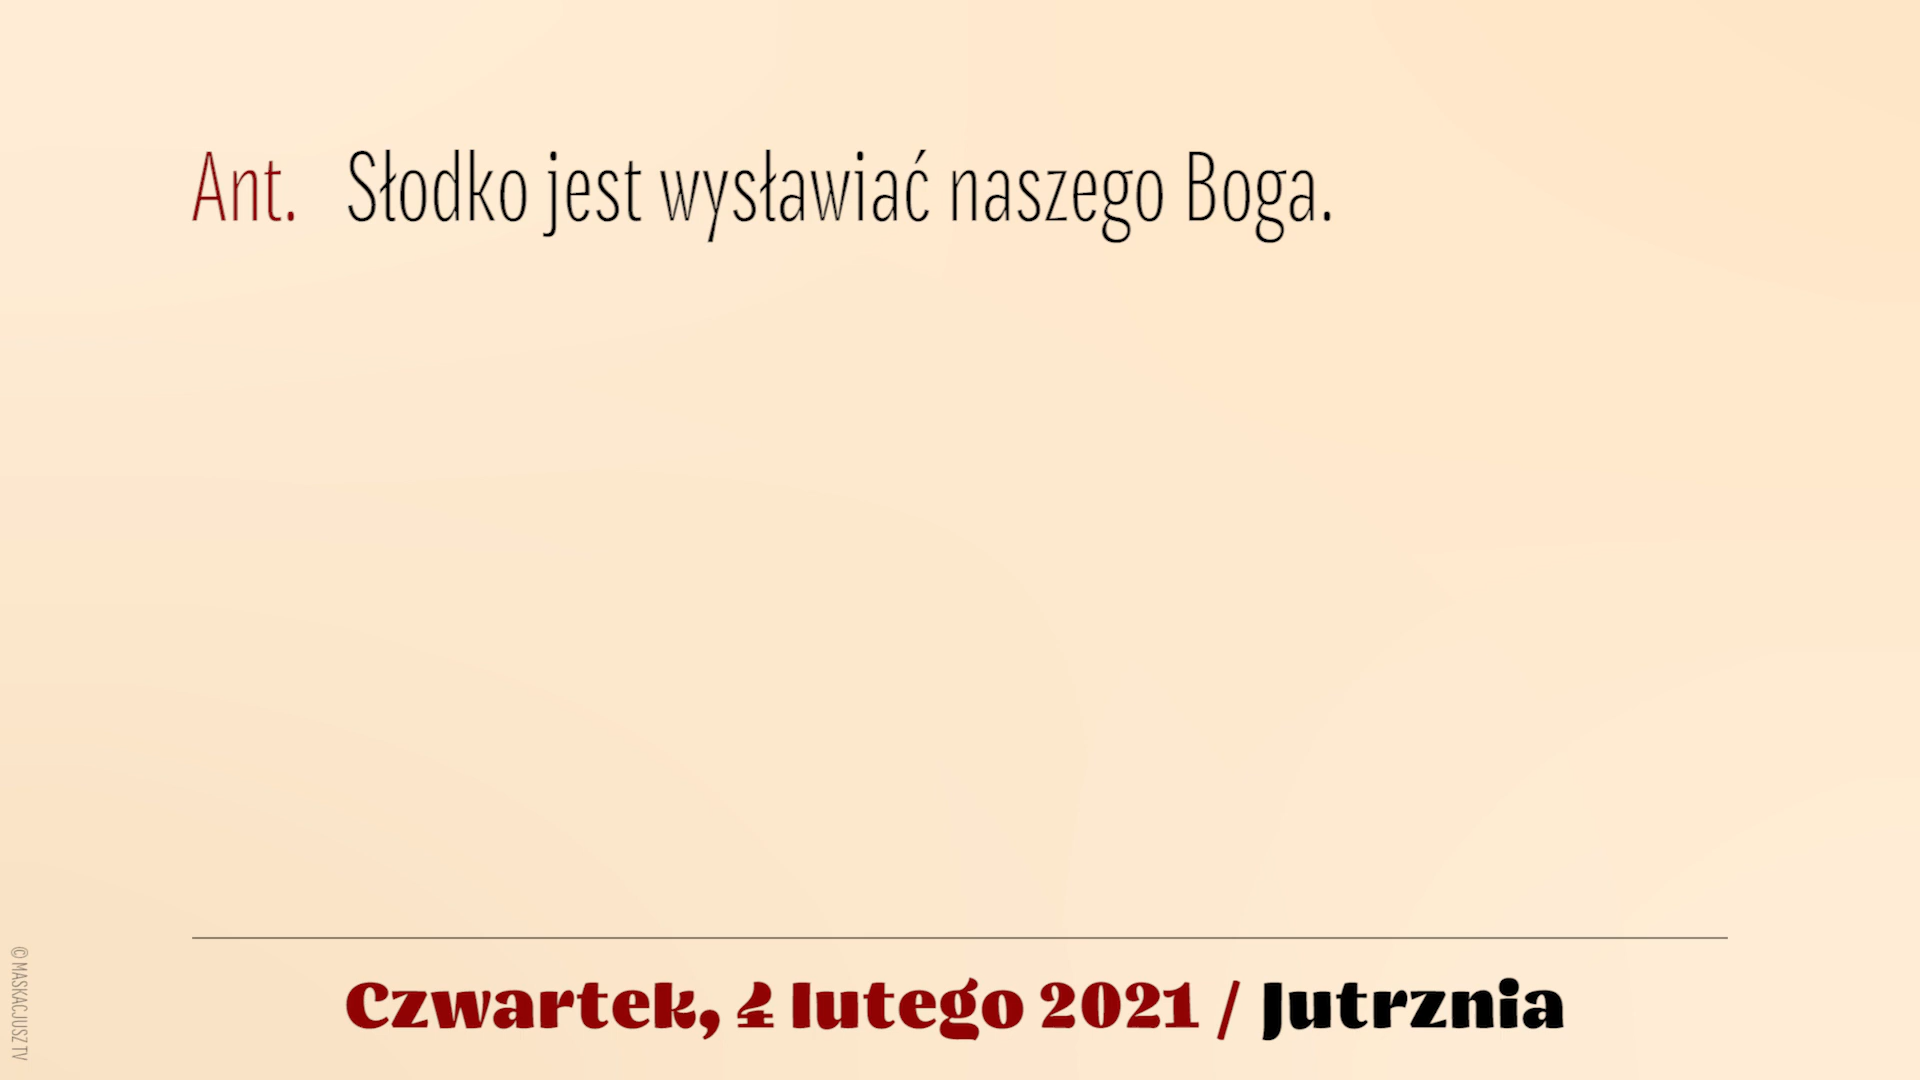 Ant. Słodko jest wysławiać naszego Boga.
Czwartek, 4 lutego 2021 / Jutrznia
© MASKACJUSZ TV